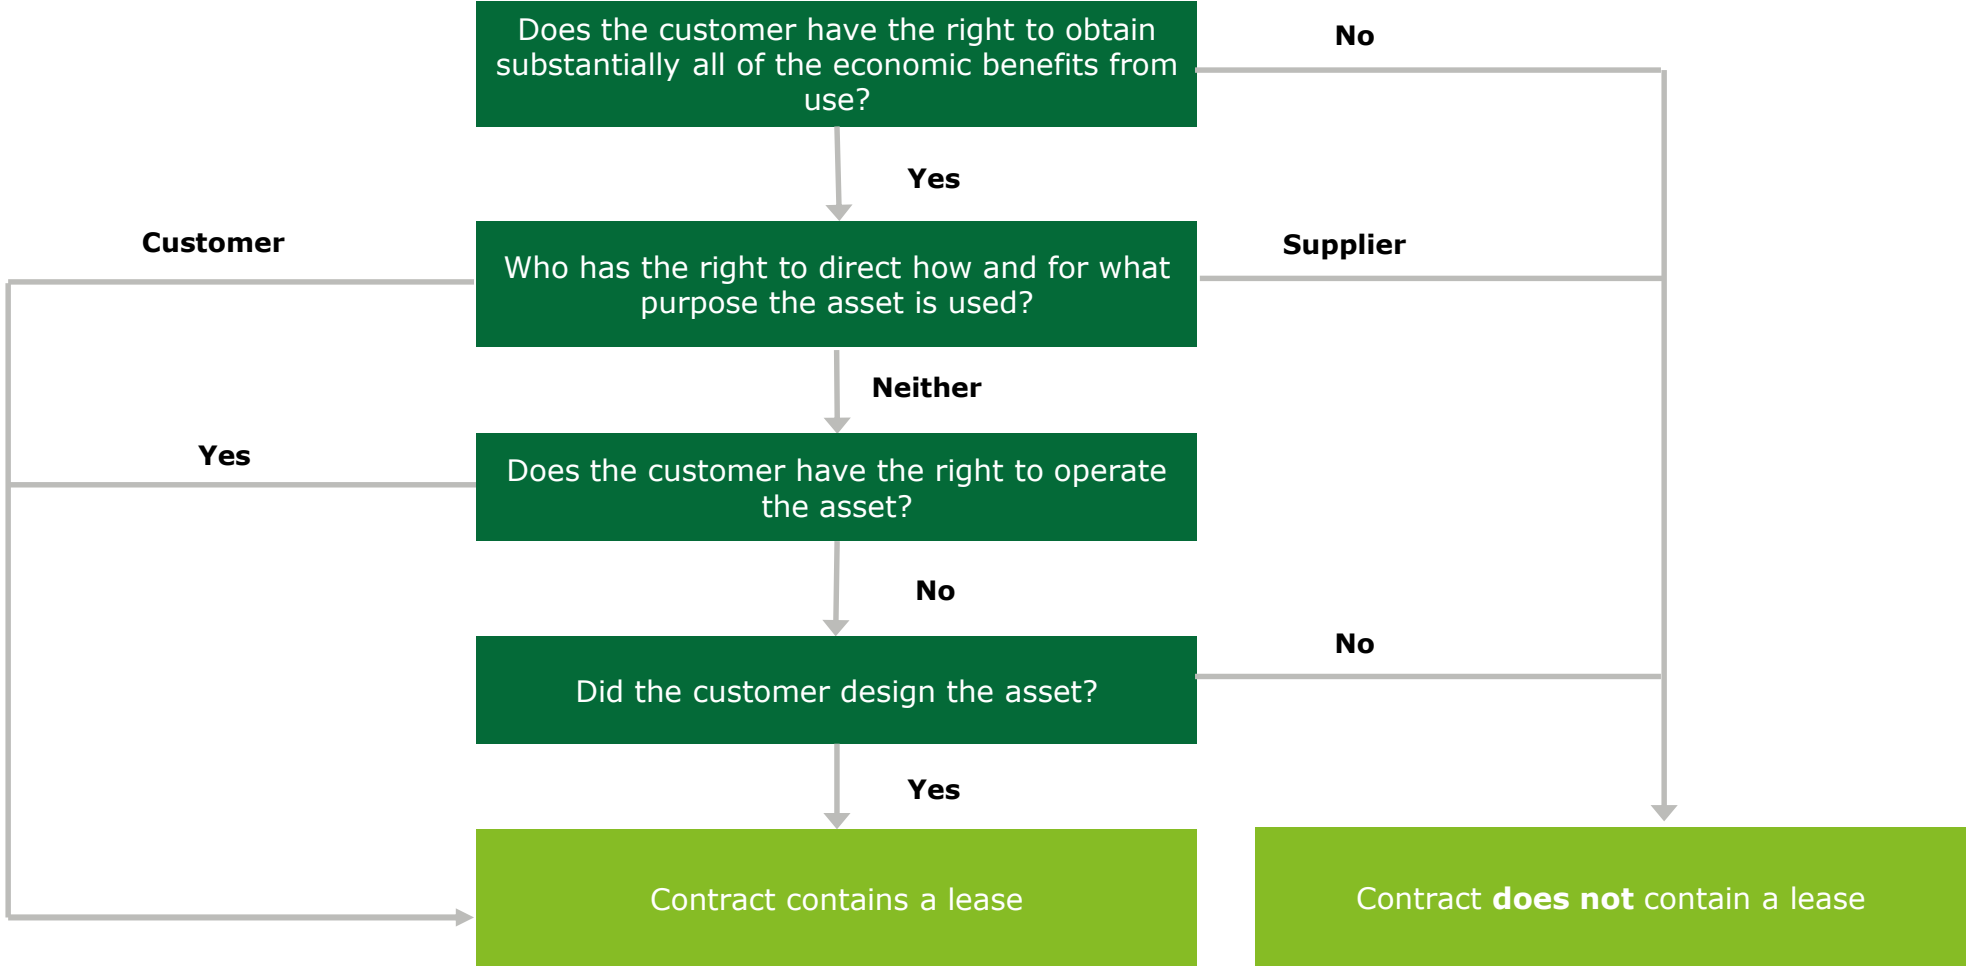 Does the customer have the right to obtain
substantially all of the economic benefits from
use?
No
Yes
Customer
Who has the right to direct how and for what
purpose the asset is used?
Supplier
Neither
Yes
Does the customer have the right to operate
the asset?
No
Did the customer design the asset?
No
Yes
Contract contains a lease
Contract does not contain a lease